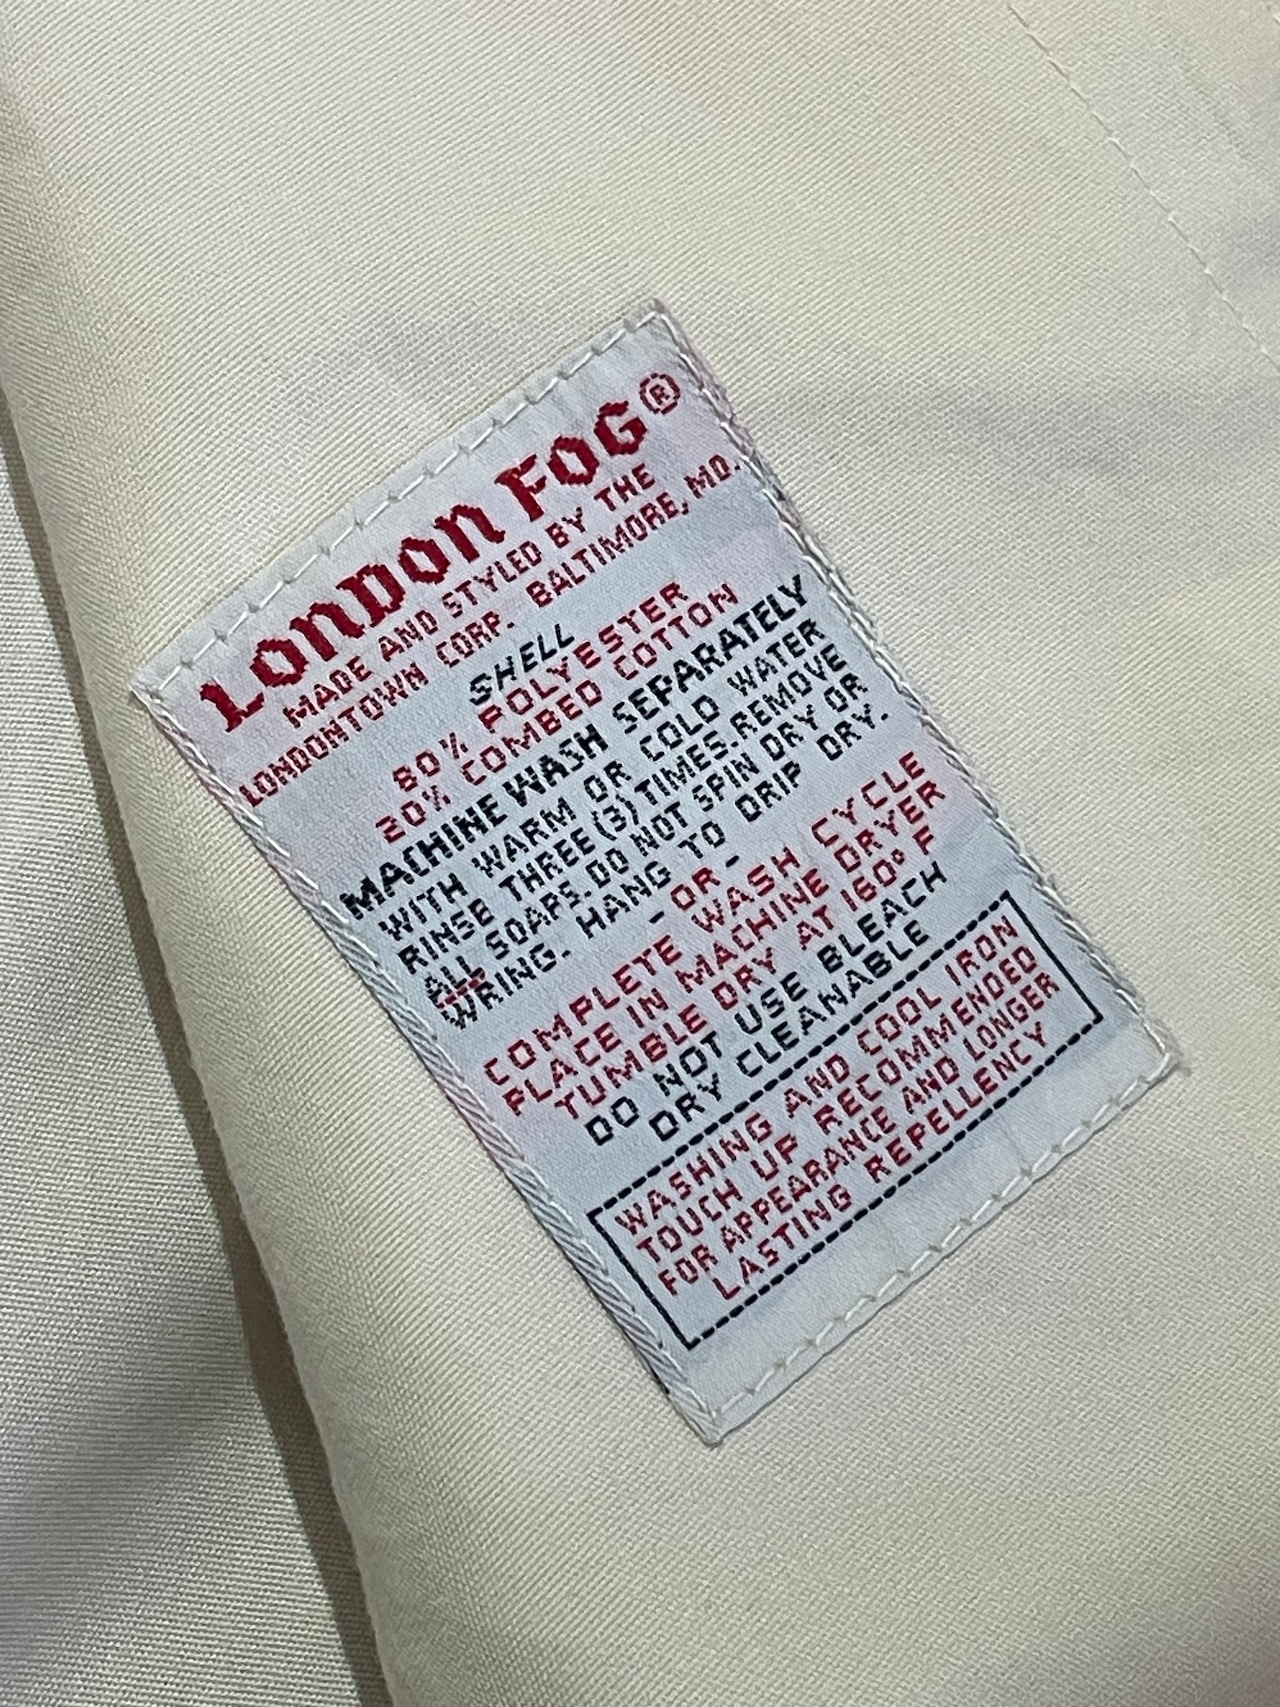 LONDON FOG®
MADE AND STYLED BY THE
LONDONTOWN CORP. BALTIMORE, MD.
SHELL
80% POLYESTER
20% COMBED COTTON
MACHINE WASH SEPARATELY
WITH WARM OR COLD WATER
RINSE THREE (3) TIMES. REMOVE
ALL SOAPS. DO NOT SPIN DRY OR
WRING. HANG TO DRIP DRY.
- OR -
COMPLETE WASH CYCLE
PLACE IN MACHINE DRYER
TUMBLE DRY AT 160° F
DO NOT USE BLEACH
DRY CLEANABLE
WASHING AND COOL IRON
TOUCH UP RECOMMENDED
FOR APPEARANCE AND LONGER
LASTING REPELLENCY